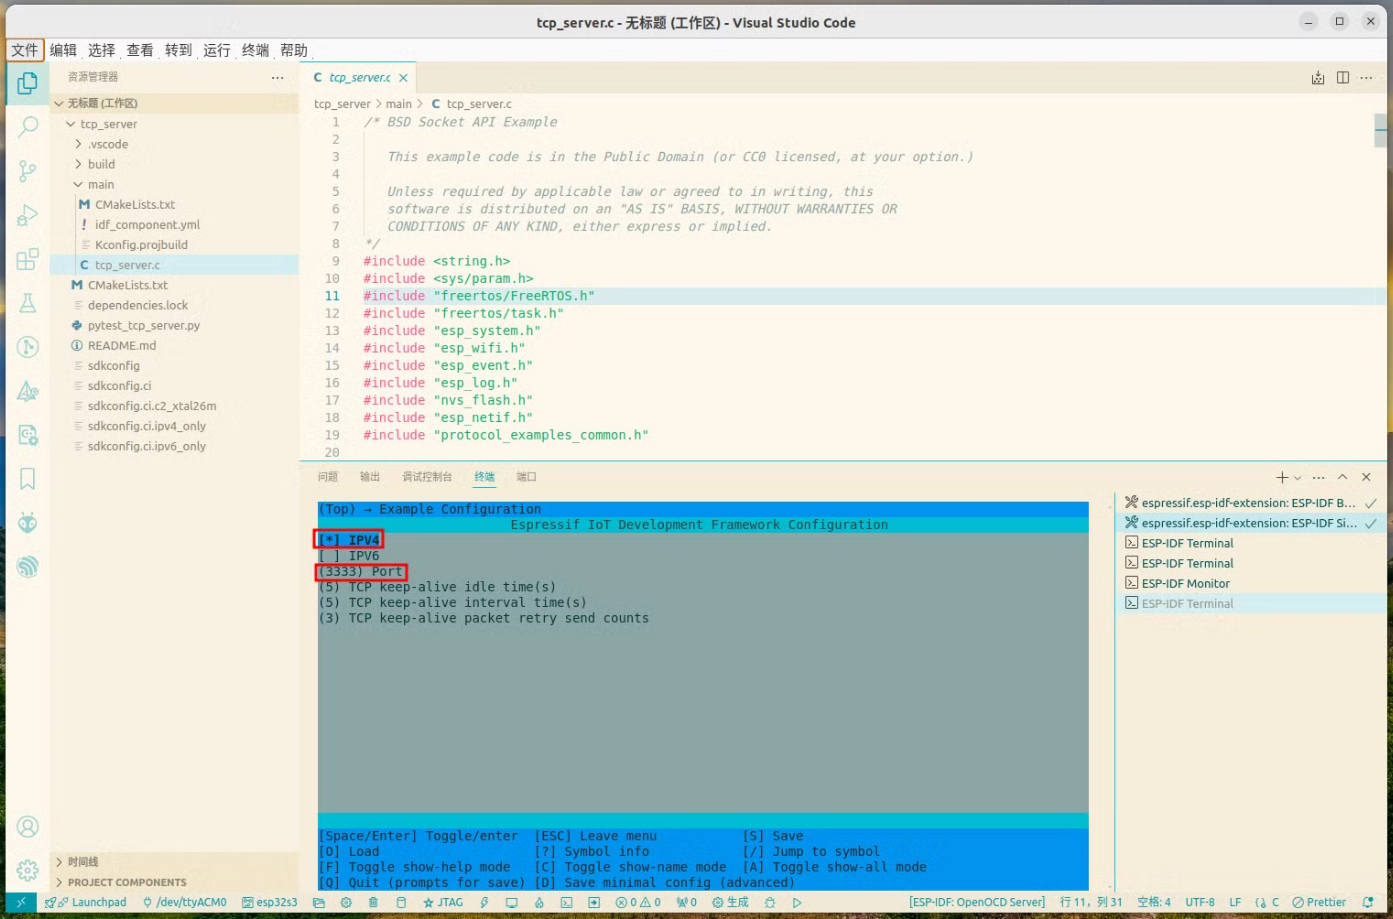 tcp_server.c - 无标题 (工作区) - Visual Studio Code
文件 编辑 选择 查看 转到 运行 终端 帮助
资源管理器
无标题 (工作区)
tcp_server
.vscode
build
main
CMakeLists.txt
! idf_component.yml
Kconfig.projbuild
C tcp_server.c
CMakeLists.txt
dependencies.lock
pytest_tcp_server.py
README.md
sdkconfig
sdkconfig.ci
sdkconfig.ci.c2_xtal26m
sdkconfig.ci.ipv4_only
sdkconfig.ci.ipv6_only
时间线
PROJECT COMPONENTS
C tcp_server.c
tcp_server > main > C tcp_server.c
1 /* BSD Socket API Example
2
3 This example code is in the Public Domain (or CC0 licensed, at your option.)
4
5 Unless required by applicable law or agreed to in writing, this
6 software is distributed on an "AS IS" BASIS, WITHOUT WARRANTIES OR
7 CONDITIONS OF ANY KIND, either express or implied.
8 */
9 #include <string.h>
10 #include <sys/param.h>
11 #include "freertos/FreeRTOS.h"
12 #include "freertos/task.h"
13 #include "esp_system.h"
14 #include "esp_wifi.h"
15 #include "esp_event.h"
16 #include "esp_log.h"
17 #include "nvs_flash.h"
18 #include "esp_netif.h"
19 #include "protocol_examples_common.h"
20
问题 输出 调试控制台 终端 端口
(Top) → Example Configuration
Espressif IoT Development Framework Configuration
[*] IPV4
[ ] IPV6
(3333) Port
(5) TCP keep-alive idle time(s)
(5) TCP keep-alive interval time(s)
(3) TCP keep-alive packet retry send counts
[Space/Enter] Toggle/enter [ESC] Leave menu [S] Save
[O] Load [?] Symbol info [/] Jump to symbol
[F] Toggle show-help mode [C] Toggle show-name mode [A] Toggle show-all mode
[Q] Quit (prompts for save) [D] Save minimal config (advanced)
espressif.esp-idf-extension: ESP-IDF B...
espressif.esp-idf-extension: ESP-IDF Si...
ESP-IDF Terminal
ESP-IDF Terminal
ESP-IDF Monitor
ESP-IDF Terminal
Launchpad /dev/ttyACM0 esp32s3 JTAG 0 0 0 生成 [ESP-IDF: OpenOCD Server] 行 11，列 31 空格: 4 UTF-8 LF C Prettier